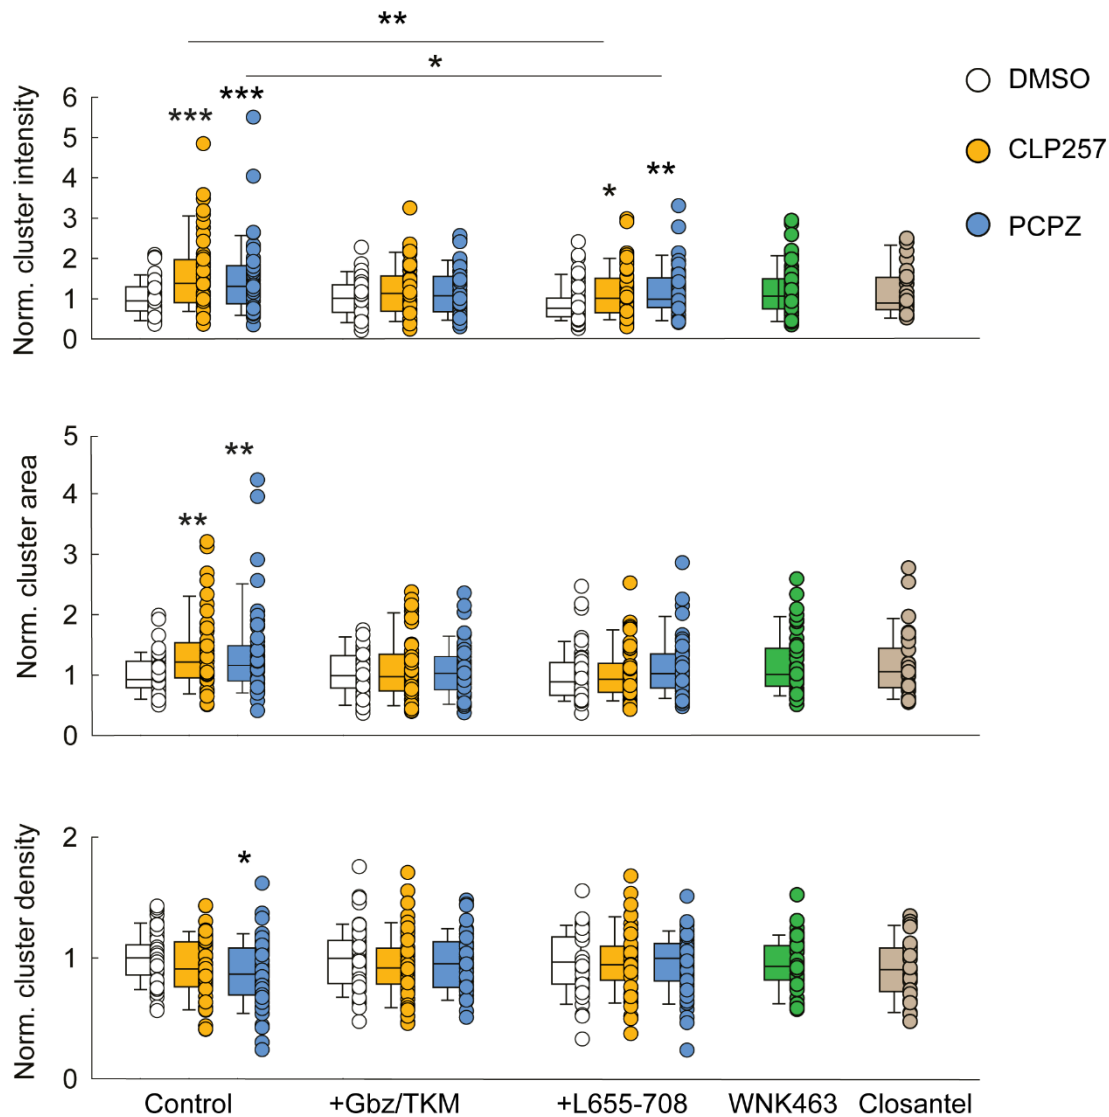 **
*
DMSO
CLP257
PCPZ
Norm. cluster intensity
6
5
4
3
2
1
0
***
***
*
**
Norm. cluster area
5
4
3
2
1
0
**
**
Norm. cluster density
2
1
0
*
Control
+Gbz/TKM
+L655-708
WNK463
Closantel